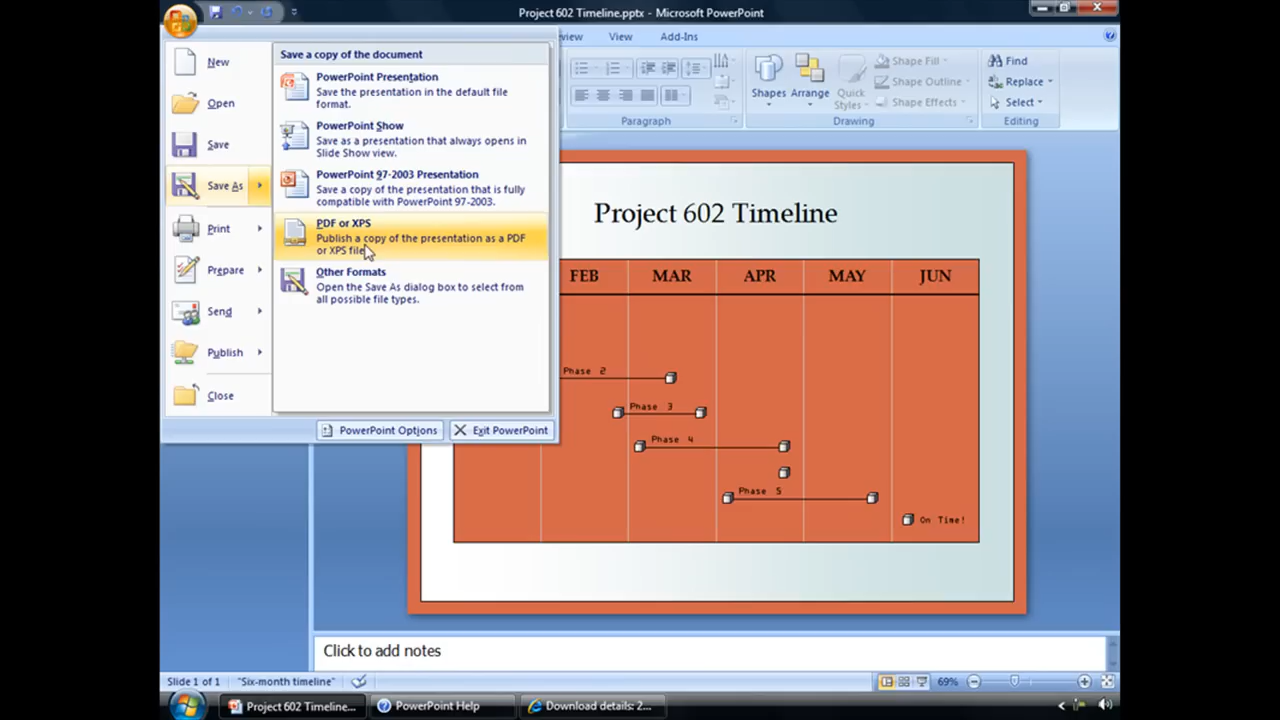 Project 602 Timeline.pptx - Microsoft PowerPoint
view View Add-Ins
New
Open
Save
Save As
Print
Prepare
Send
Publish
Close
Save a copy of the document
PowerPoint Presentation
Save the presentation in the default file
format.
PowerPoint Show
Save as a presentation that always opens in
Slide Show view.
PowerPoint 97-2003 Presentation
Save a copy of the presentation that is fully
compatible with PowerPoint 97-2003.
PDF or XPS
Publish a copy of the presentation as a PDF
or XPS file.
Other Formats
Open the Save As dialog box to select from
all possible file types.
PowerPoint Options Exit PowerPoint
Paragraph
Shapes Arrange Quick
Styles
Shape Fill
Shape Outline
Shape Effects
Drawing
Find
Replace
Select
Editing
Project 602 Timeline
FEB MAR APR MAY JUN
Phase 2
Phase 3
Phase 4
Phase 5
On Time!
Click to add notes
Slide 1 of 1 "Six-month timeline" 69%
Project 602 Timeline... PowerPoint Help Download details: 2...